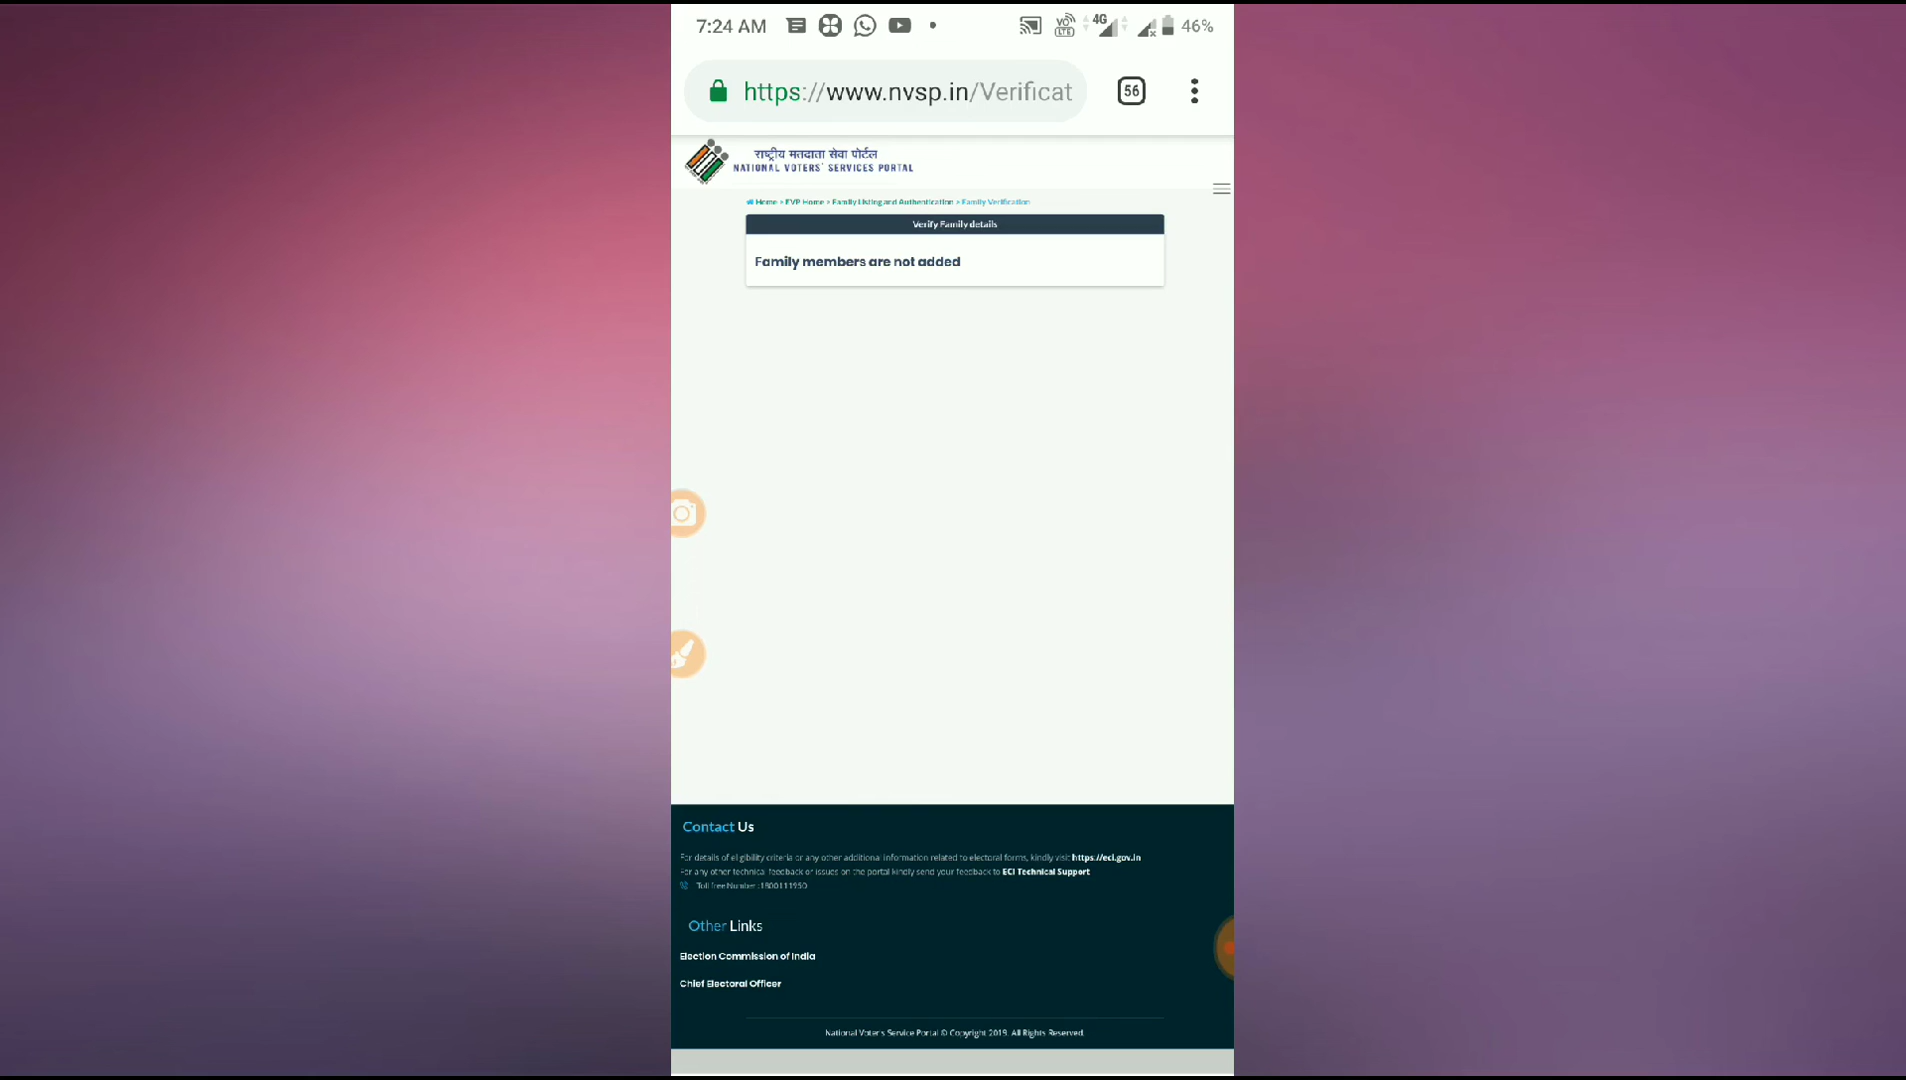 7:24 AM
VO LTE 4G 46%
https://www.nvsp.in/Verificat
56
राष्ट्रीय मतदाता सेवा पोर्टल
NATIONAL VOTERS' SERVICES PORTAL
Home > EVP Home > Family Listing and Authentication > Family Verification
Verify Family details
Family members are not added
Contact Us
For details of eligibility criteria or any other additional information related to electoral forms, kindly visit https://eci.gov.in
For any other technical feedback or issues on the portal kindly send your feedback to ECI Technical Support
Toll free Number :1800111950
Other Links
Election Commission of India
Chief Electoral Officer
National Voter's Service Portal © Copyright 2019. All Rights Reserved.